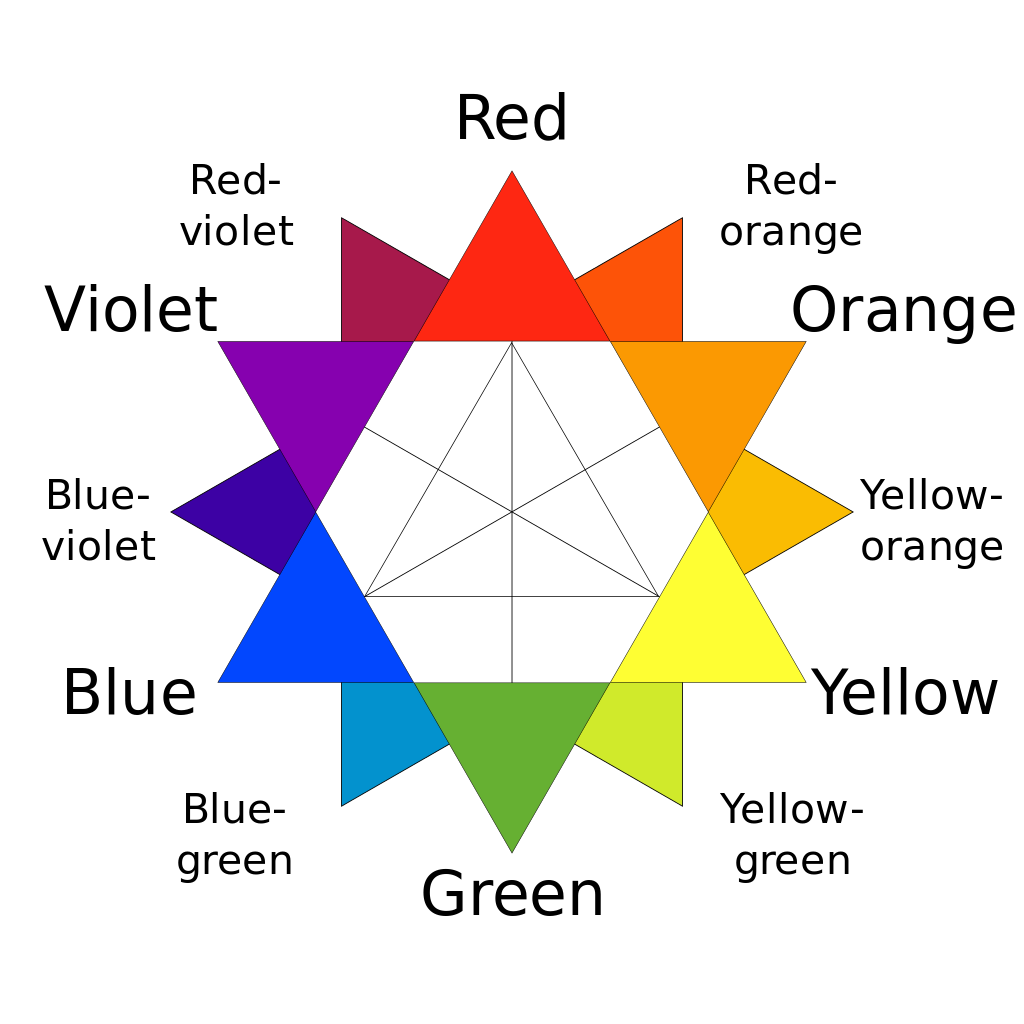 Red
Red-
violet
Red-
orange
Violet
Orange
Blue-
violet
Yellow-
orange
Blue
Yellow
Blue-
green
Yellow-
green
Green